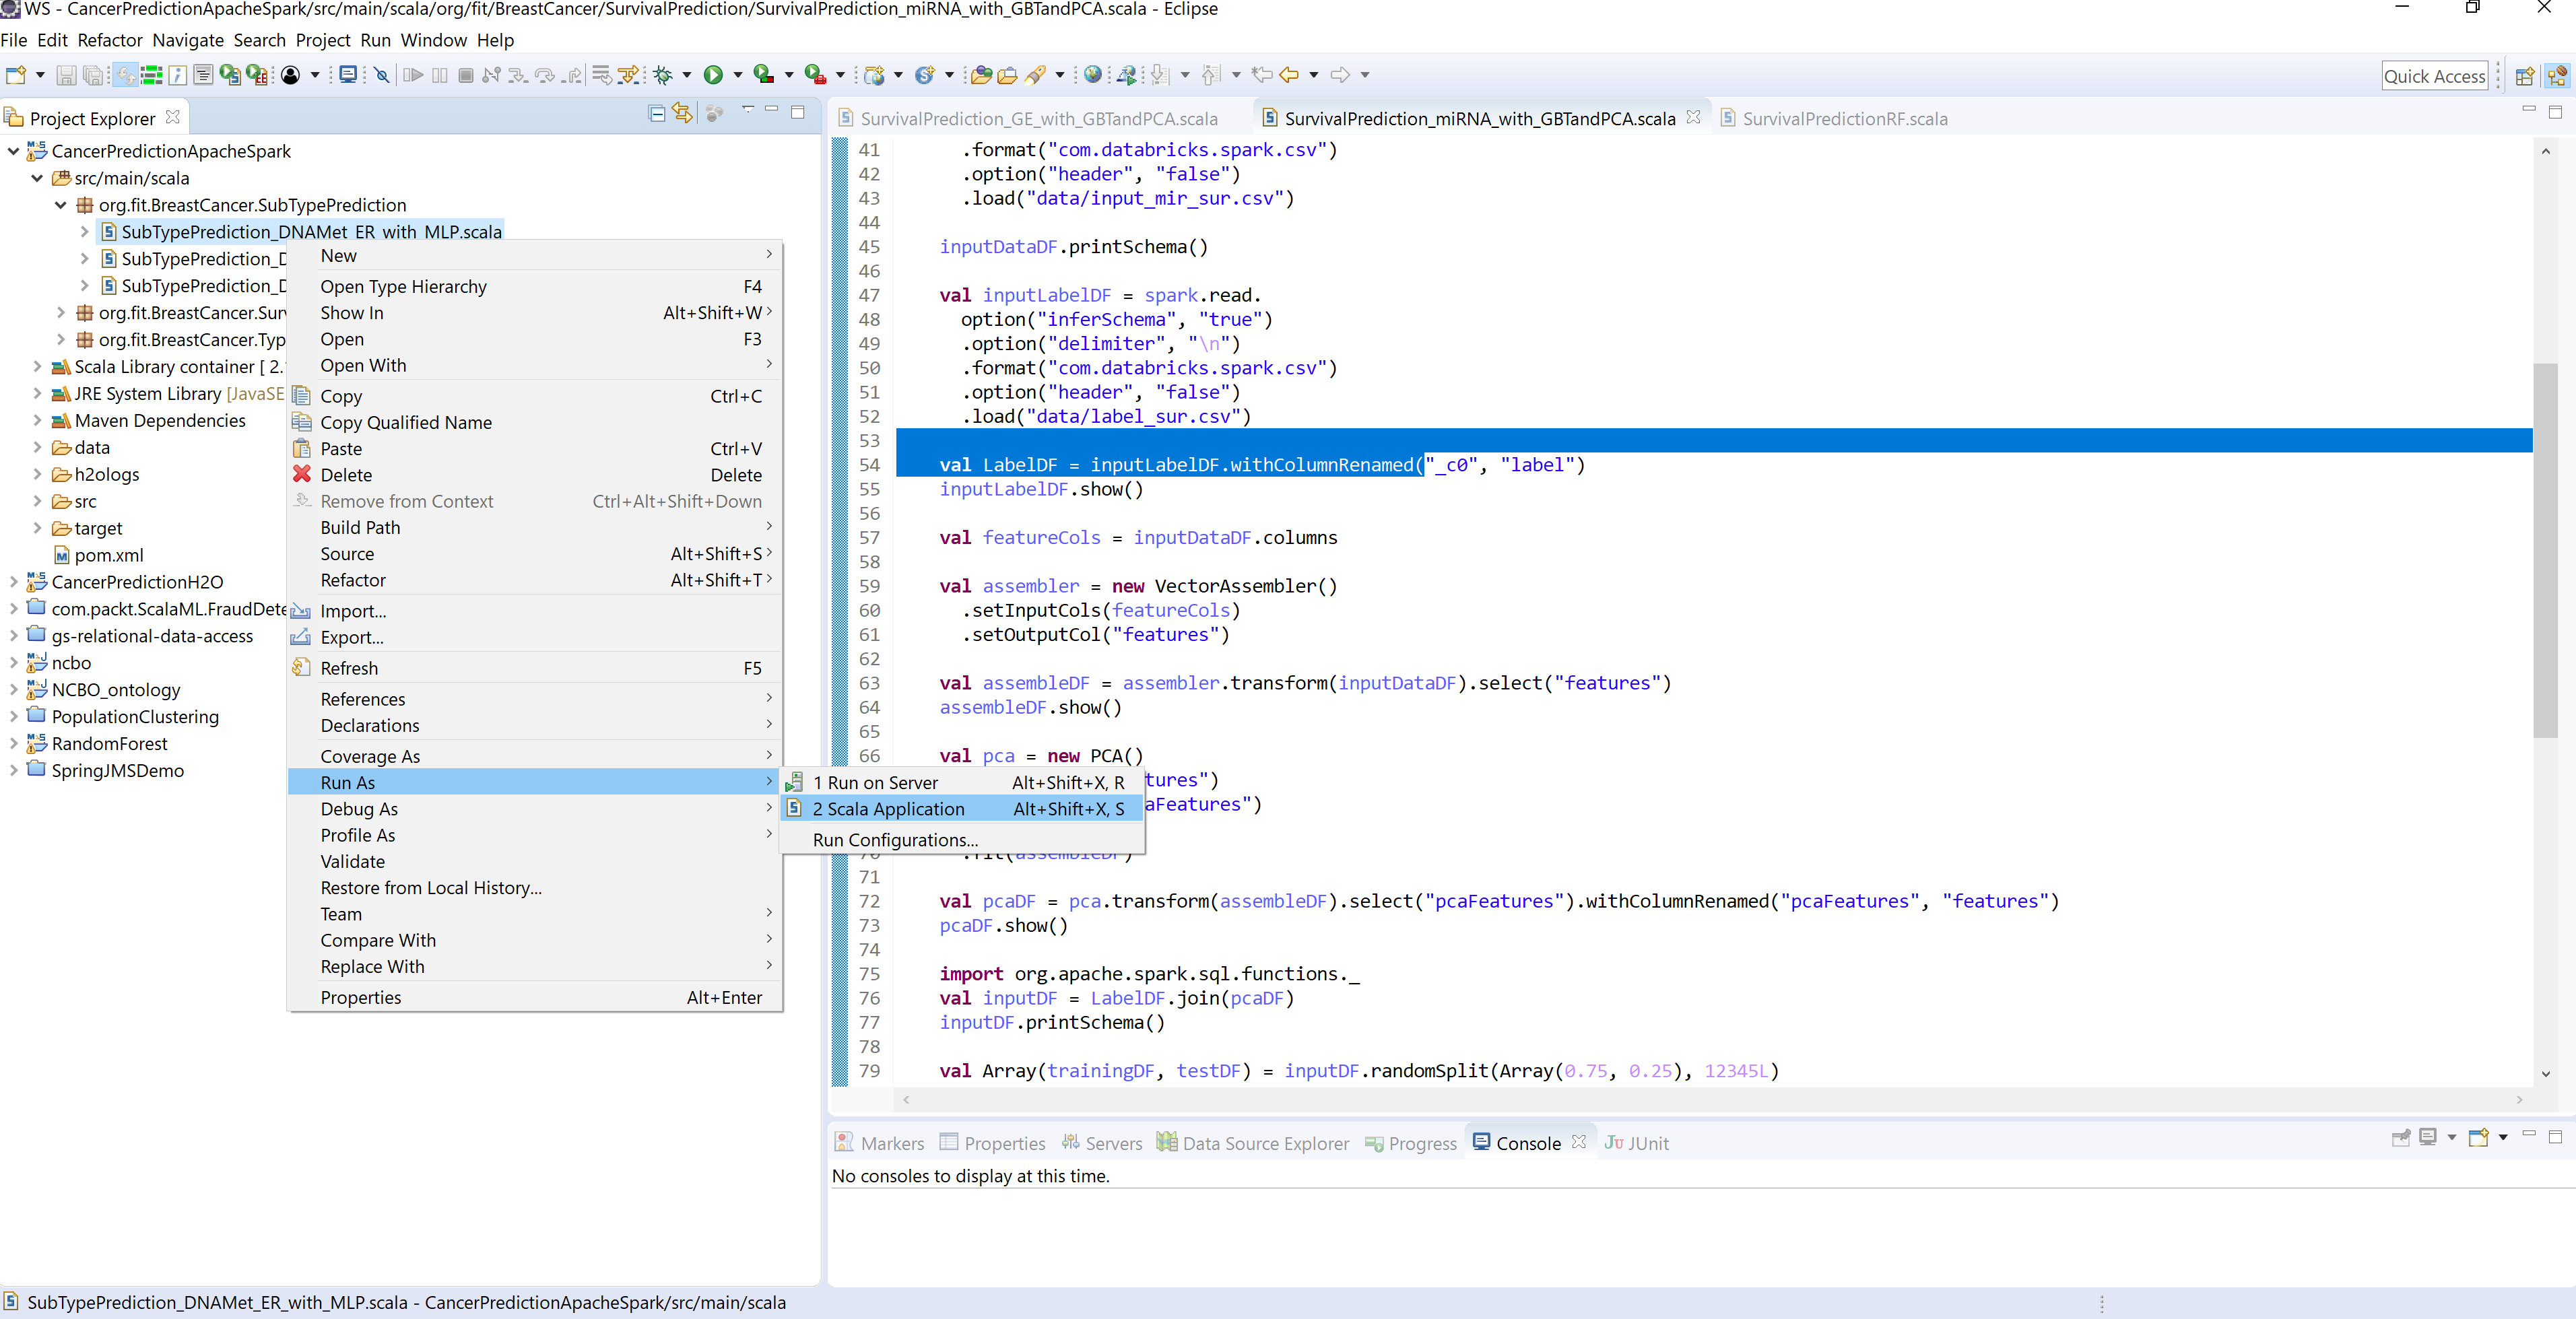 WS - CancerPredictionApacheSpark/src/main/scala/org/fit/BreastCancer/SurvivalPrediction/SurvivalPrediction_miRNA_with_GBTandPCA.scala - Eclipse
File Edit Refactor Navigate Search Project Run Window Help
Quick Access
Project Explorer
CancerPredictionApacheSpark
src/main/scala
org.fit.BreastCancer.SubTypePrediction
SubTypePrediction_DNAMet_ER_with_MLP.scala
SubTypePrediction_D
SubTypePrediction_D
org.fit.BreastCancer.Sur
org.fit.BreastCancer.Typ
Scala Library container [ 2.
JRE System Library [JavaSE
Maven Dependencies
data
h2ologs
src
target
pom.xml
CancerPredictionH2O
com.packt.ScalaML.FraudDete
gs-relational-data-access
ncbo
NCBO_ontology
PopulationClustering
RandomForest
SpringJMSDemo
New
Open Type Hierarchy F4
Show In Alt+Shift+W
Open F3
Open With
Copy Ctrl+C
Copy Qualified Name
Paste Ctrl+V
Delete Delete
Remove from Context Ctrl+Alt+Shift+Down
Build Path
Source Alt+Shift+S
Refactor Alt+Shift+T
Import...
Export...
Refresh F5
References
Declarations
Coverage As
Run As
Debug As
Profile As
Validate
Restore from Local History...
Team
Compare With
Replace With
Properties Alt+Enter
1 Run on Server Alt+Shift+X, R
2 Scala Application Alt+Shift+X, S
Run Configurations...
SurvivalPrediction_GE_with_GBTandPCA.scala SurvivalPrediction_miRNA_with_GBTandPCA.scala SurvivalPredictionRF.scala
41 .format("com.databricks.spark.csv")
42 .option("header", "false")
43 .load("data/input_mir_sur.csv")
44
45 inputDataDF.printSchema()
46
47 val inputLabelDF = spark.read.
48 option("inferSchema", "true")
49 .option("delimiter", "\n")
50 .format("com.databricks.spark.csv")
51 .option("header", "false")
52 .load("data/label_sur.csv")
53
54 val LabelDF = inputLabelDF.withColumnRenamed("_c0", "label")
55 inputLabelDF.show()
56
57 val featureCols = inputDataDF.columns
58
59 val assembler = new VectorAssembler()
60 .setInputCols(featureCols)
61 .setOutputCol("features")
62
63 val assembleDF = assembler.transform(inputDataDF).select("features")
64 assembleDF.show()
65
66 val pca = new PCA()
tures")
aFeatures")
71
72 val pcaDF = pca.transform(assembleDF).select("pcaFeatures").withColumnRenamed("pcaFeatures", "features")
73 pcaDF.show()
74
75 import org.apache.spark.sql.functions._
76 val inputDF = LabelDF.join(pcaDF)
77 inputDF.printSchema()
78
79 val Array(trainingDF, testDF) = inputDF.randomSplit(Array(0.75, 0.25), 12345L)
Markers Properties Servers Data Source Explorer Progress Console JUnit
No consoles to display at this time.
SubTypePrediction_DNAMet_ER_with_MLP.scala - CancerPredictionApacheSpark/src/main/scala